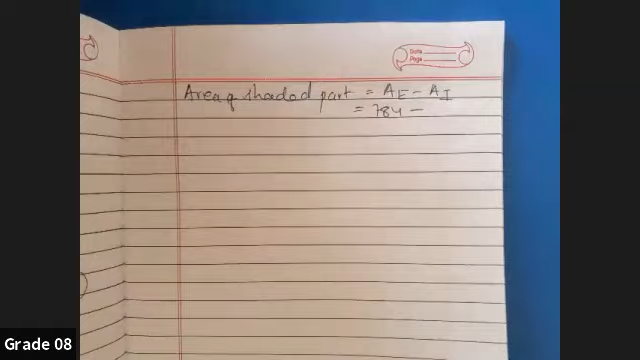 Date
Page
Area of shaded part = AE - AI
= 784 -
Grade 08